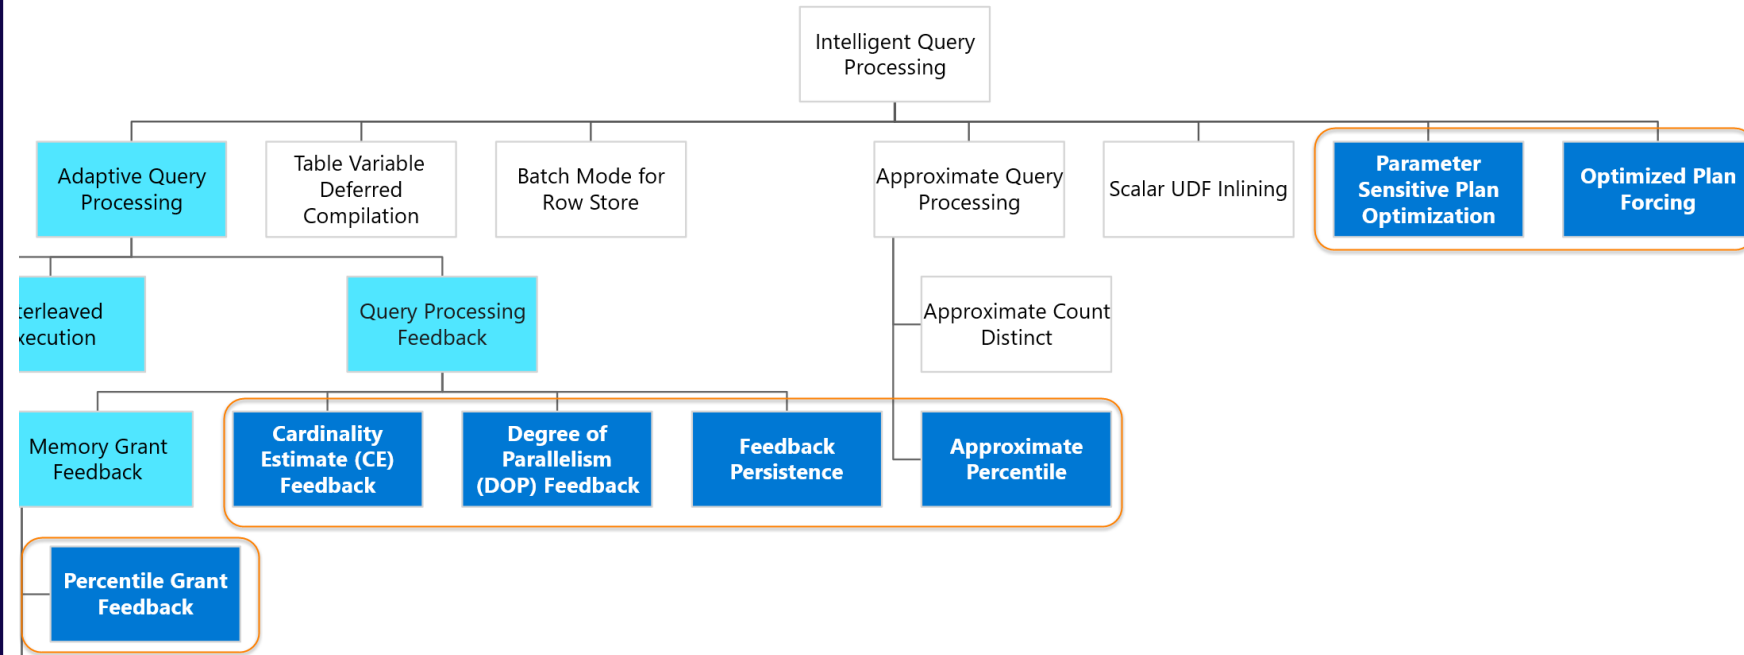 Intelligent Query
Processing
Adaptive Query
Processing
Table Variable
Deferred
Compilation
Batch Mode for
Row Store
Approximate Query
Processing
Scalar UDF Inlining
Parameter
Sensitive Plan
Optimization
Optimized Plan
Forcing
terleaved
xecution
Query Processing
Feedback
Approximate Count
Distinct
Memory Grant
Feedback
Cardinality
Estimate (CE)
Feedback
Degree of
Parallelism
(DOP) Feedback
Feedback
Persistence
Approximate
Percentile
Percentile Grant
Feedback